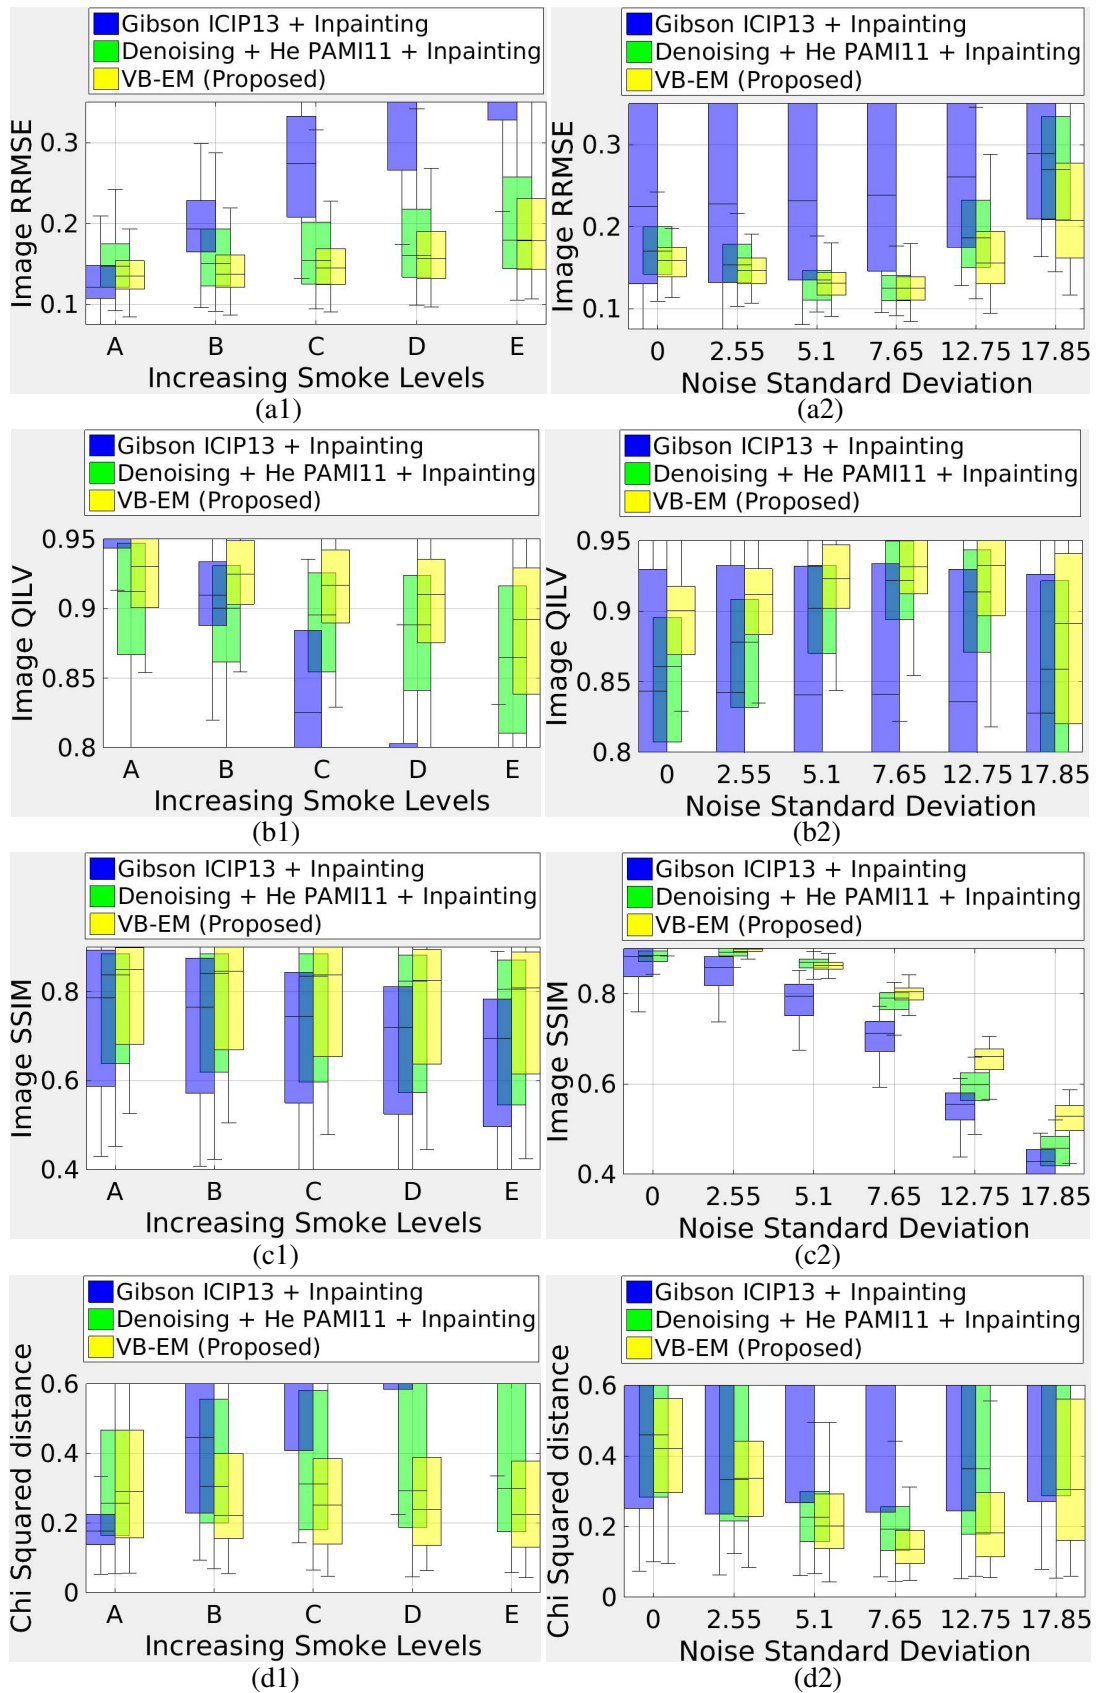 Gibson ICIP13 + Inpainting
Denoising + He PAMI11 + Inpainting
VB-EM (Proposed)
Image RRMSE
0.3
0.2
0.1
A B C D E
Increasing Smoke Levels
(a1)
Gibson ICIP13 + Inpainting
Denoising + He PAMI11 + Inpainting
VB-EM (Proposed)
Image RRMSE
0.3
0.2
0.1
0 2.55 5.1 7.65 12.75 17.85
Noise Standard Deviation
(a2)
Gibson ICIP13 + Inpainting
Denoising + He PAMI11 + Inpainting
VB-EM (Proposed)
Image QILV
0.95
0.9
0.85
0.8
A B C D E
Increasing Smoke Levels
(b1)
Gibson ICIP13 + Inpainting
Denoising + He PAMI11 + Inpainting
VB-EM (Proposed)
Image QILV
0.95
0.9
0.85
0.8
0 2.55 5.1 7.65 12.75 17.85
Noise Standard Deviation
(b2)
Gibson ICIP13 + Inpainting
Denoising + He PAMI11 + Inpainting
VB-EM (Proposed)
Image SSIM
0.8
0.6
0.4
A B C D E
Increasing Smoke Levels
(c1)
Gibson ICIP13 + Inpainting
Denoising + He PAMI11 + Inpainting
VB-EM (Proposed)
Image SSIM
0.8
0.6
0.4
0 2.55 5.1 7.65 12.75 17.85
Noise Standard Deviation
(c2)
Gibson ICIP13 + Inpainting
Denoising + He PAMI11 + Inpainting
VB-EM (Proposed)
Chi Squared distance
0.6
0.4
0.2
0
A B C D E
Increasing Smoke Levels
(d1)
Gibson ICIP13 + Inpainting
Denoising + He PAMI11 + Inpainting
VB-EM (Proposed)
Chi Squared distance
0.6
0.4
0.2
0
0 2.55 5.1 7.65 12.75 17.85
Noise Standard Deviation
(d2)